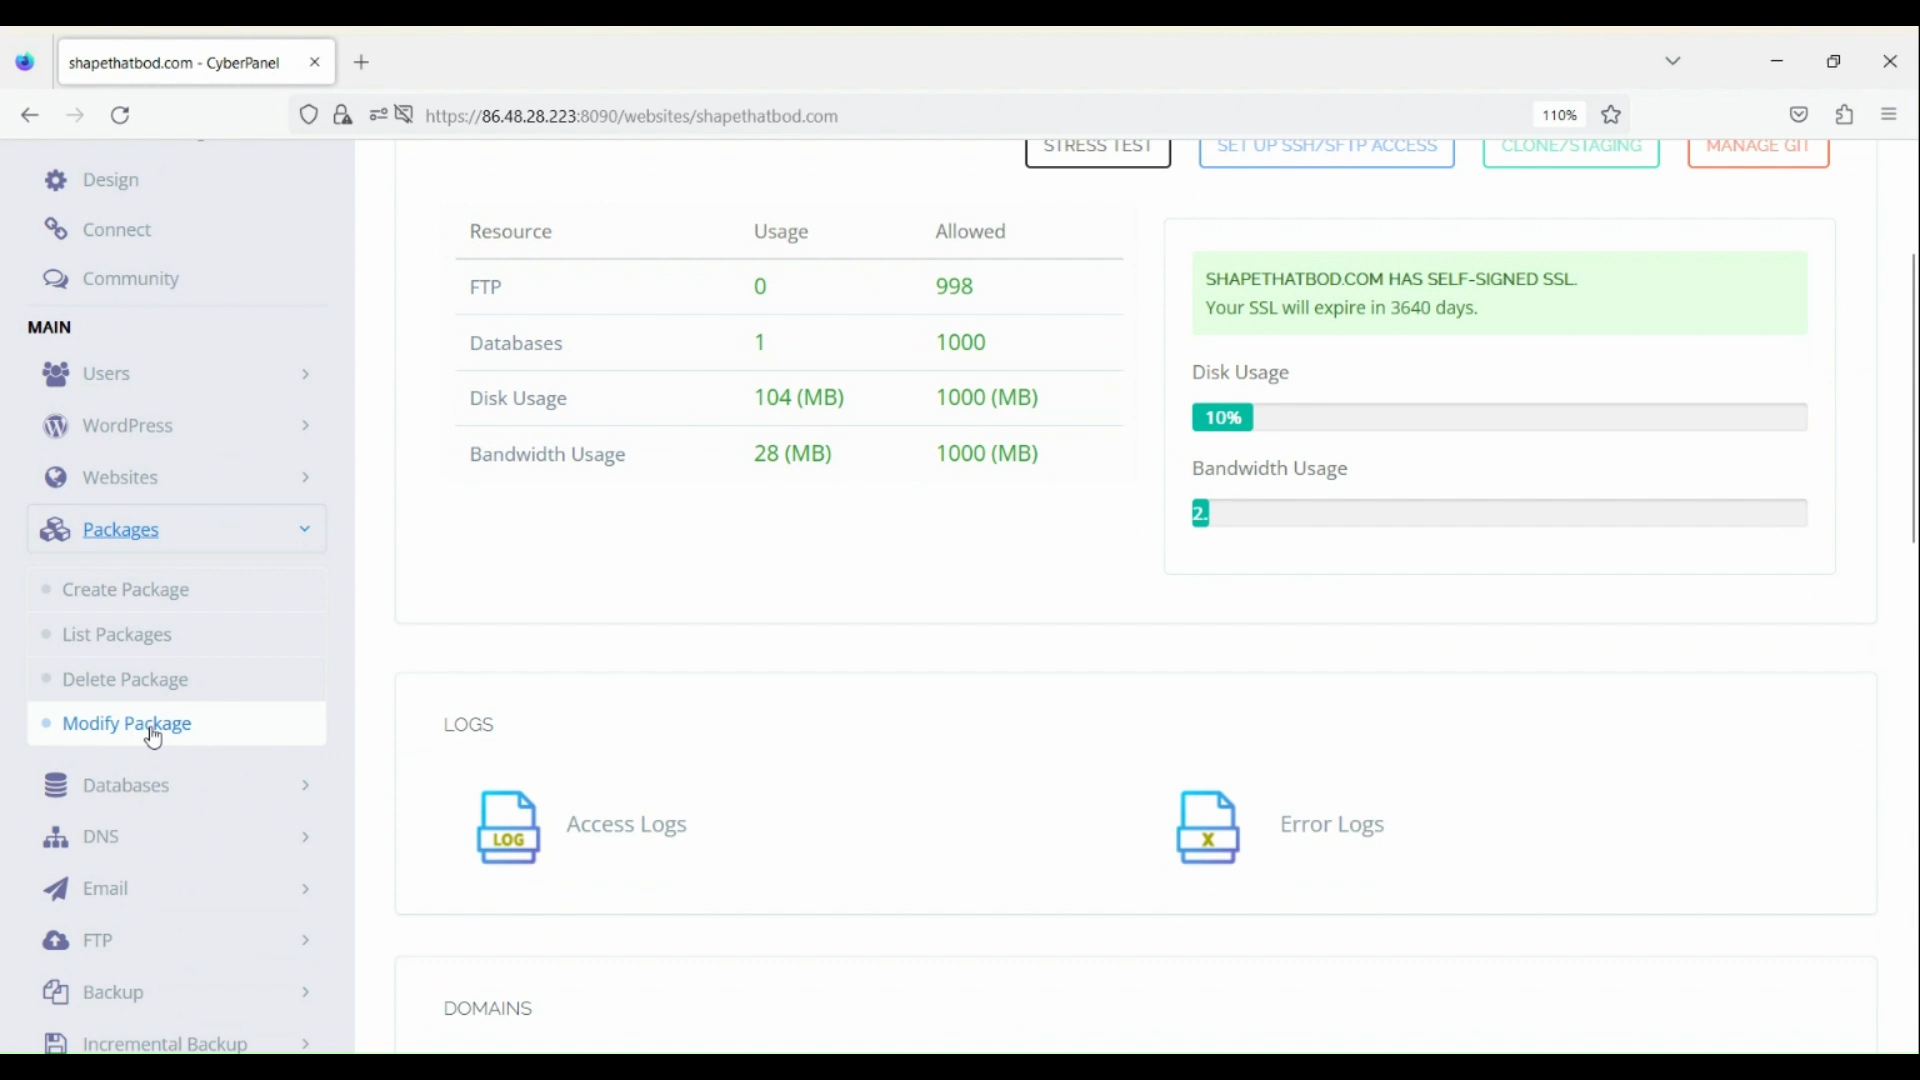 shapethatbod.com - CyberPanel
https://86.48.28.223:8090/websites/shapethatbod.com
110%
Design
Connect
Community
MAIN
Users
WordPress
Websites
Packages
Create Package
List Packages
Delete Package
Modify Package
Databases
DNS
Email
FTP
Backup
Incremental Backup
STRESS TEST
SET UP SSH/SFTP ACCESS
CLONE/STAGING
MANAGE GIT
Resource Usage Allowed
FTP 0 998
Databases 1 1000
Disk Usage 104 (MB) 1000 (MB)
Bandwidth Usage 28 (MB) 1000 (MB)
SHAPETHATBOD.COM HAS SELF-SIGNED SSL.
Your SSL will expire in 3640 days.
Disk Usage
10%
Bandwidth Usage
2.
LOGS
LOG
Access Logs
X
Error Logs
DOMAINS